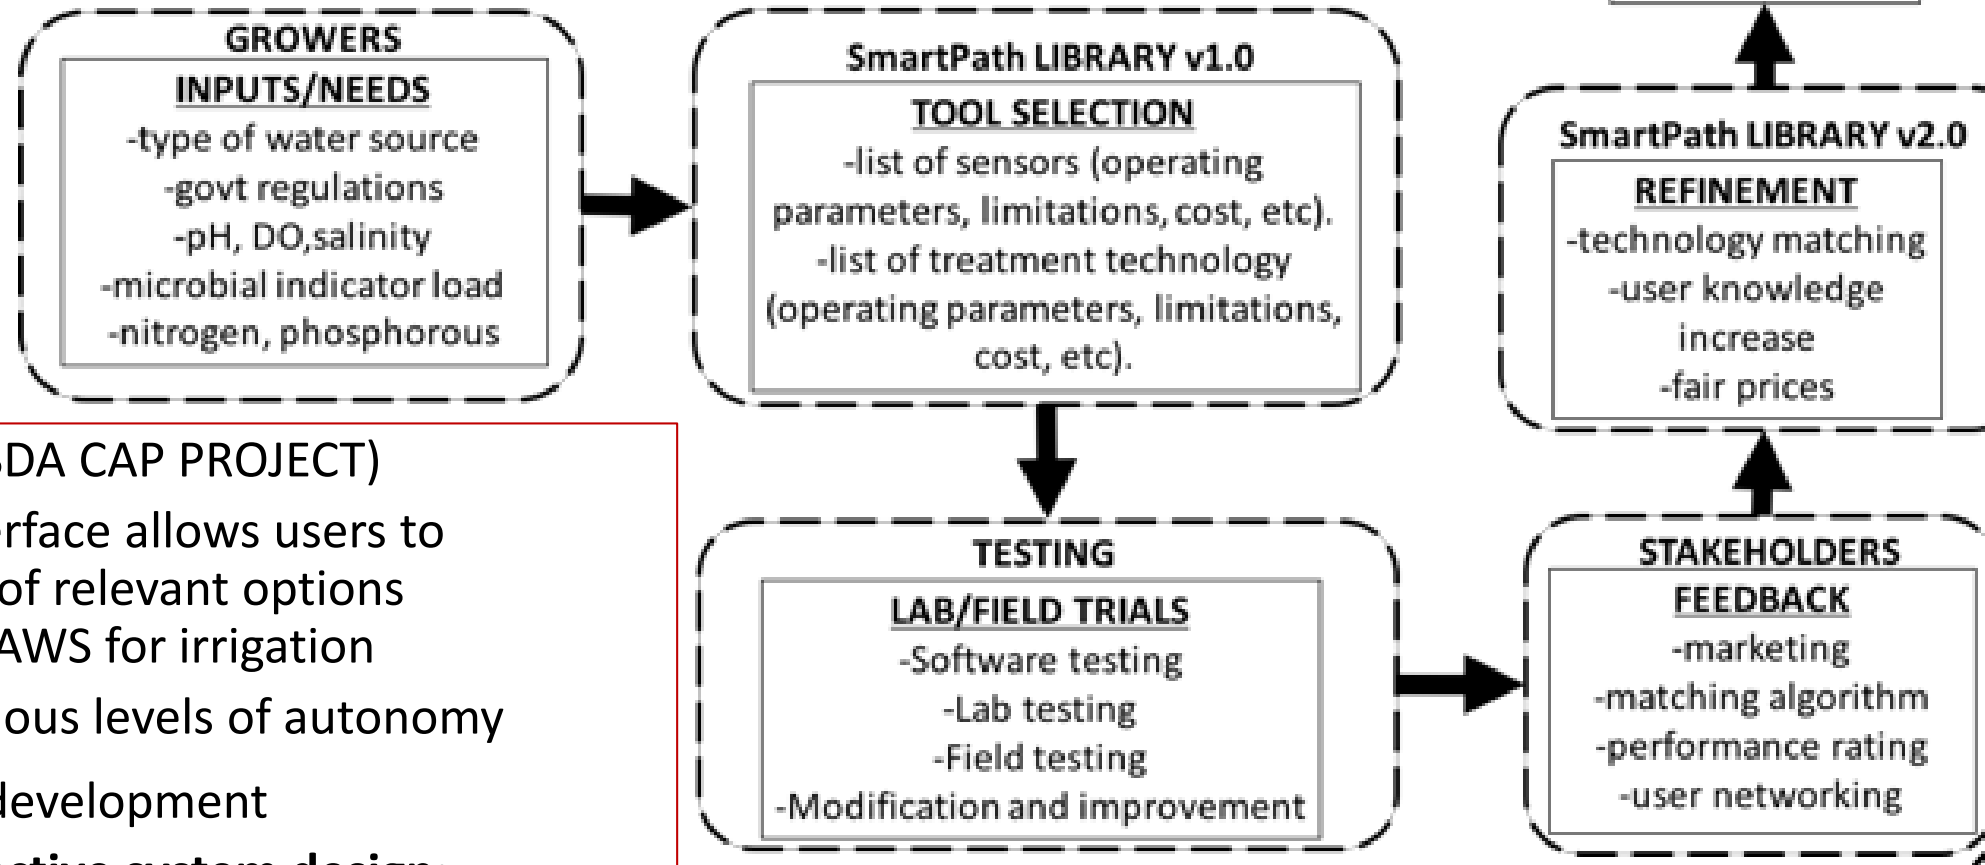 GROWERS
INPUTS/NEEDS
-type of water source
-govt regulations
-pH, DO,salinity
-microbial indicator load
-nitrogen, phosphorous
SmartPath LIBRARY v1.0
TOOL SELECTION
-list of sensors (operating
parameters, limitations, cost, etc).
-list of treatment technology
(operating parameters, limitations,
cost, etc).
TESTING
LAB/FIELD TRIALS
-Software testing
-Lab testing
-Field testing
-Modification and improvement
STAKEHOLDERS
FEEDBACK
-marketing
-matching algorithm
-performance rating
-user networking
SmartPath LIBRARY v2.0
REFINEMENT
-technology matching
-user knowledge
increase
-fair prices
CAP PROJECT)
allows users to
of relevant options
AWS for irrigation
levels of autonomy
development
system design: